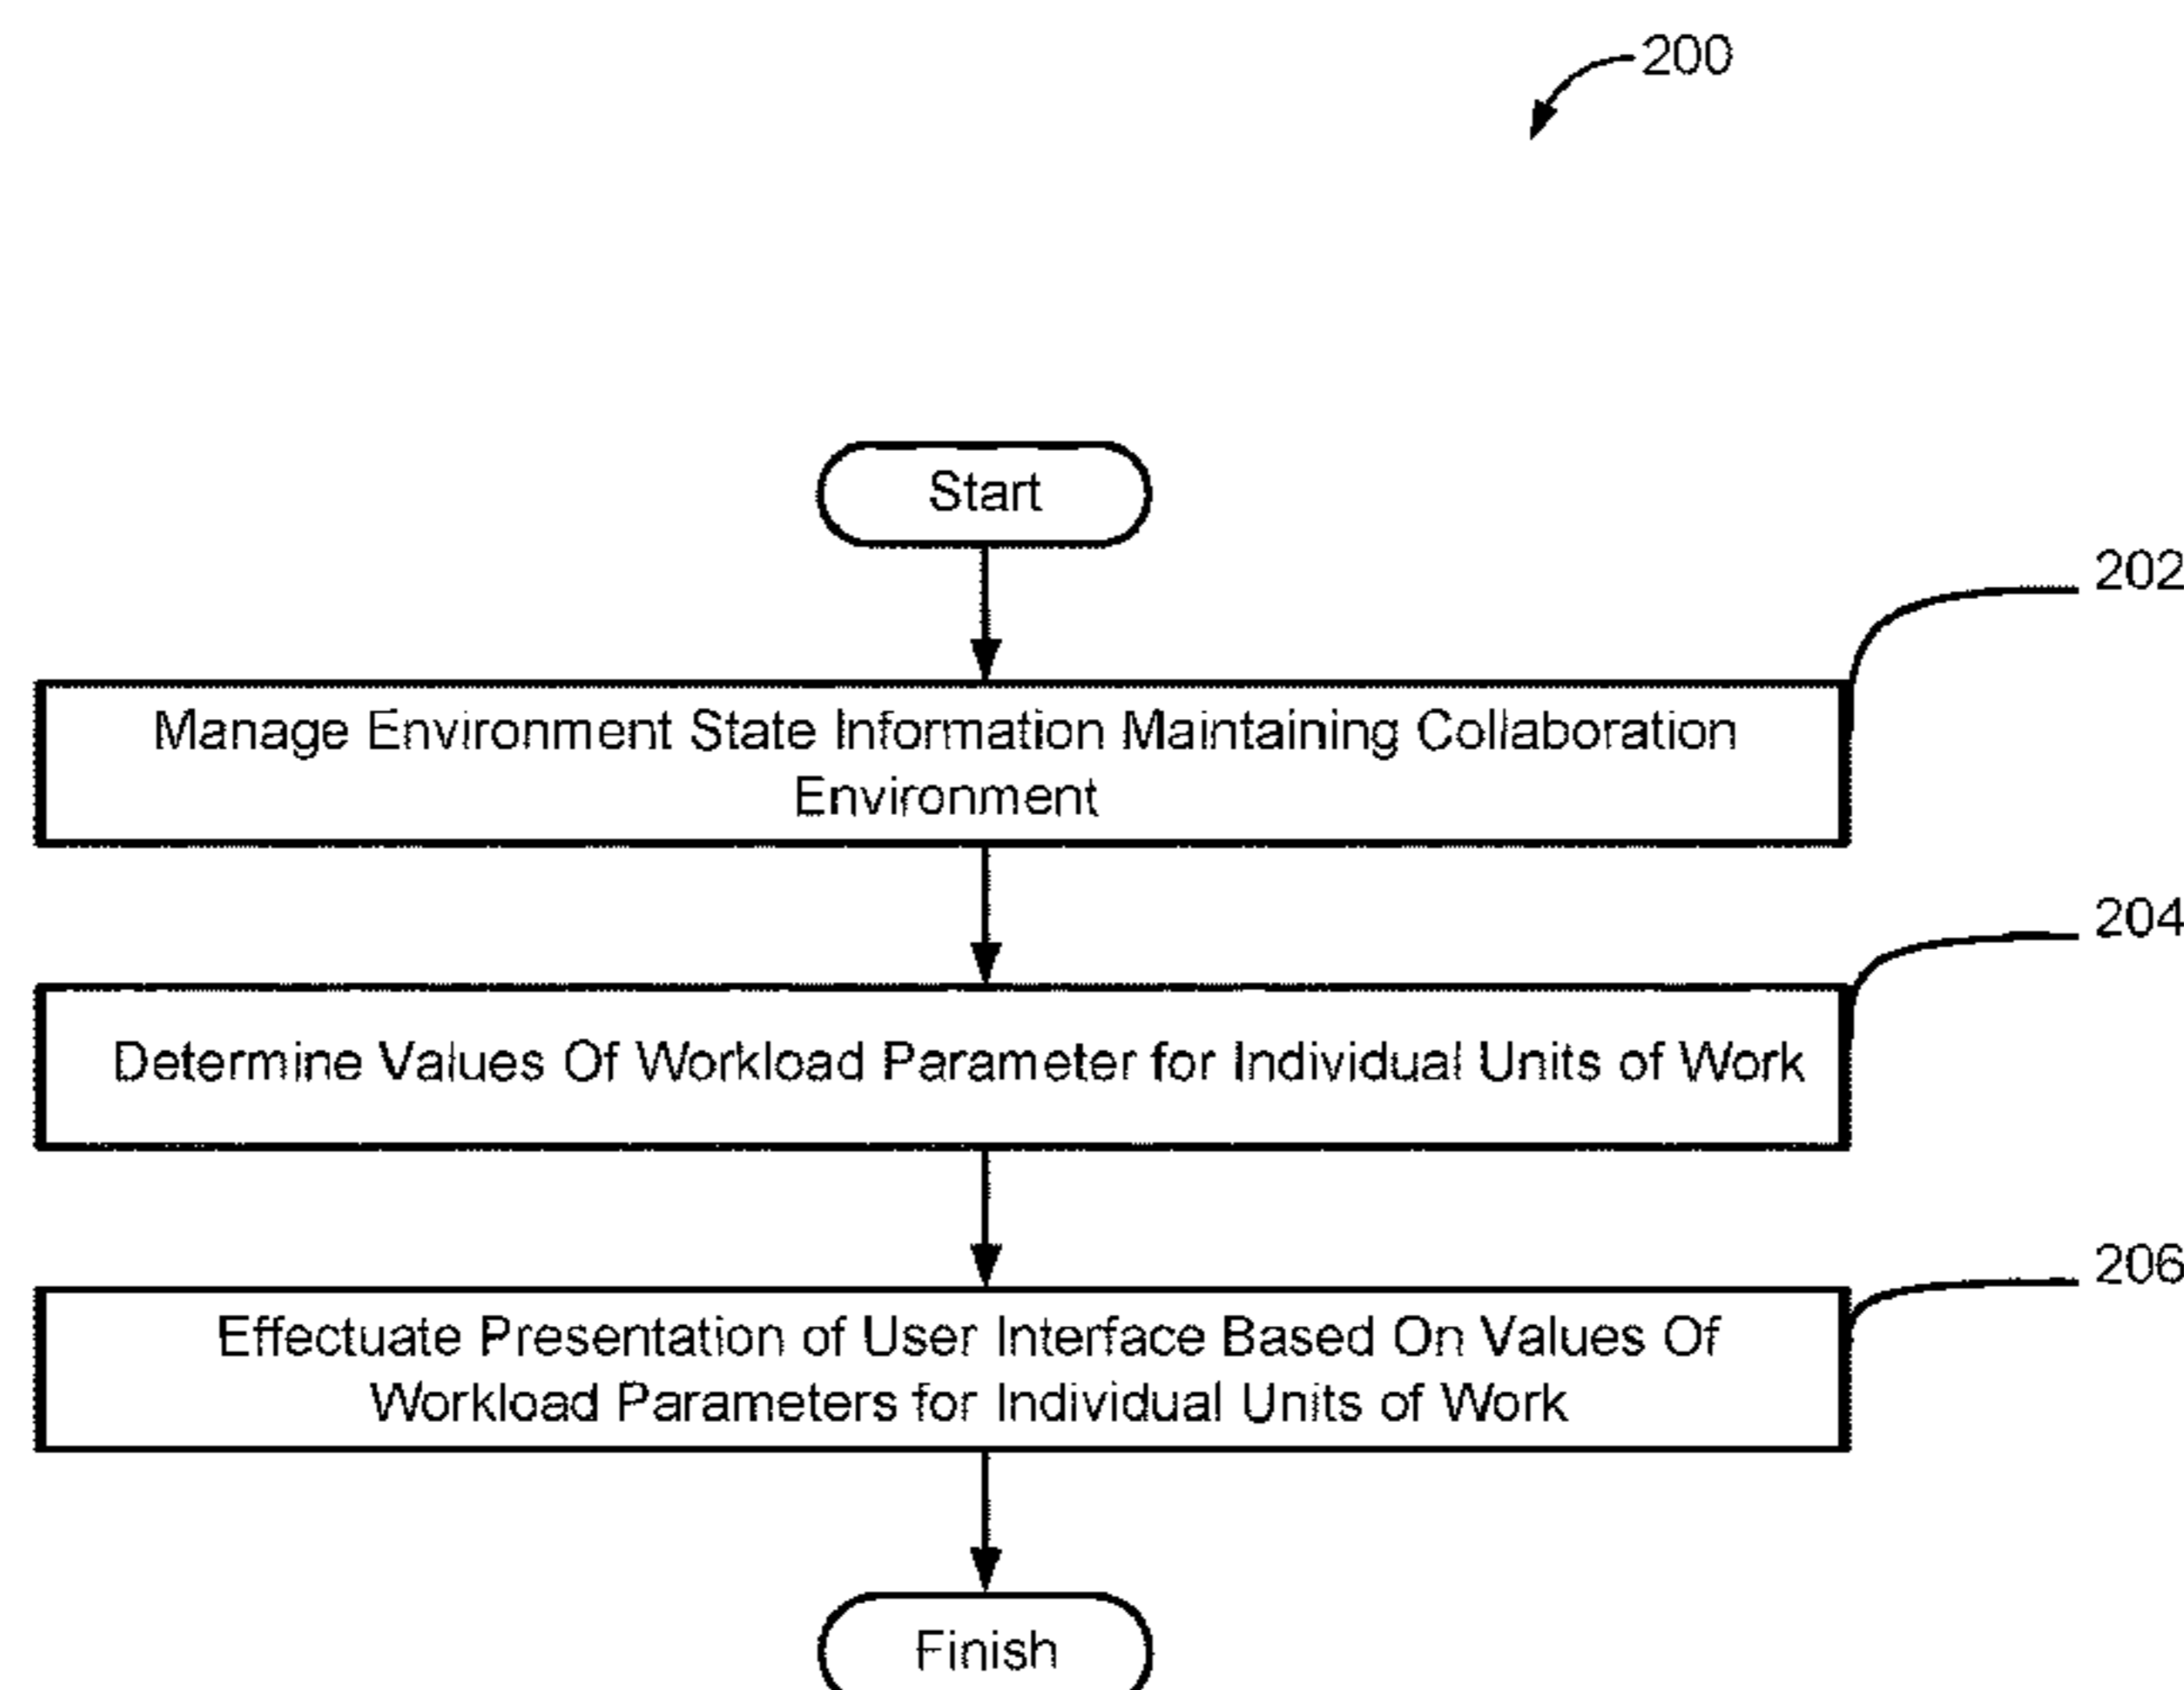 200
Start
202
Manage Environment State Information Maintaining Collaboration
Environment
204
Determine Values Of Workload Parameter for Individual Units of Work
206
Effectuate Presentation of User Interface Based On Values Of
Workload Parameters for Individual Units of Work
Finish